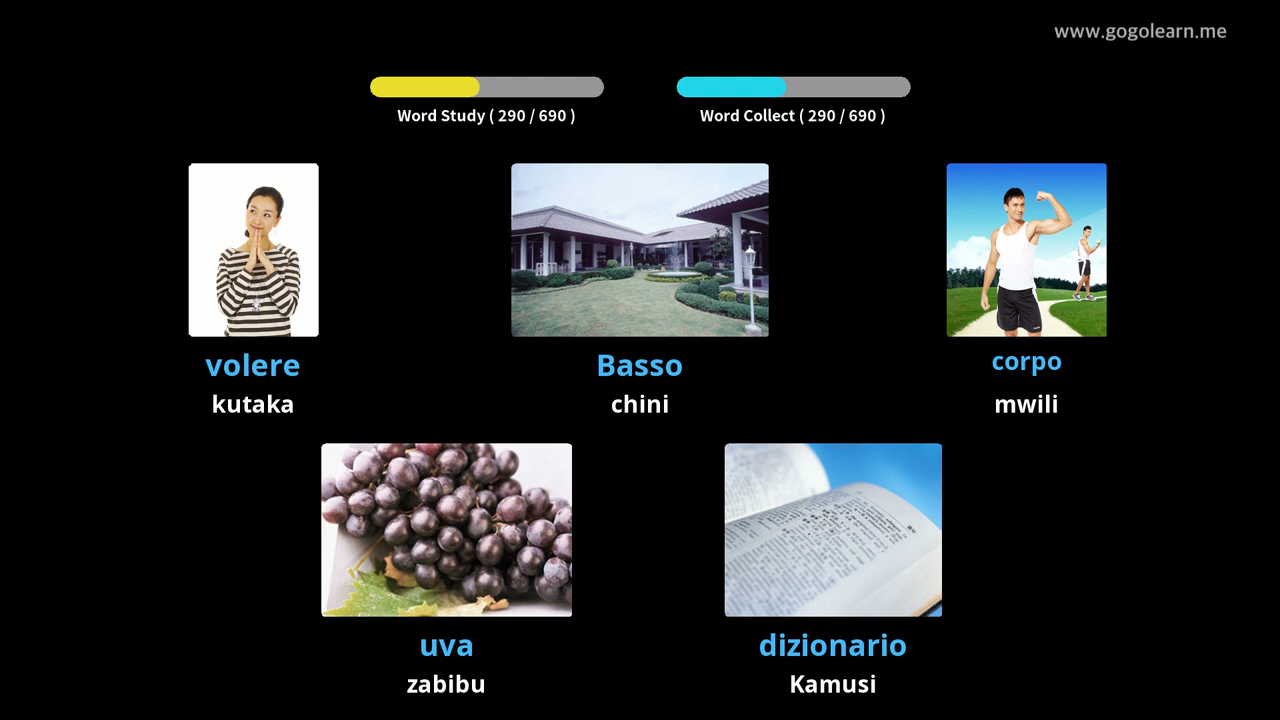 www.gogolearn.me
Word Study ( 290 / 690 )
Word Collect ( 290 / 690 )
volere
kutaka
Basso
chini
corpo
mwili
uva
zabibu
dizionario
Kamusi